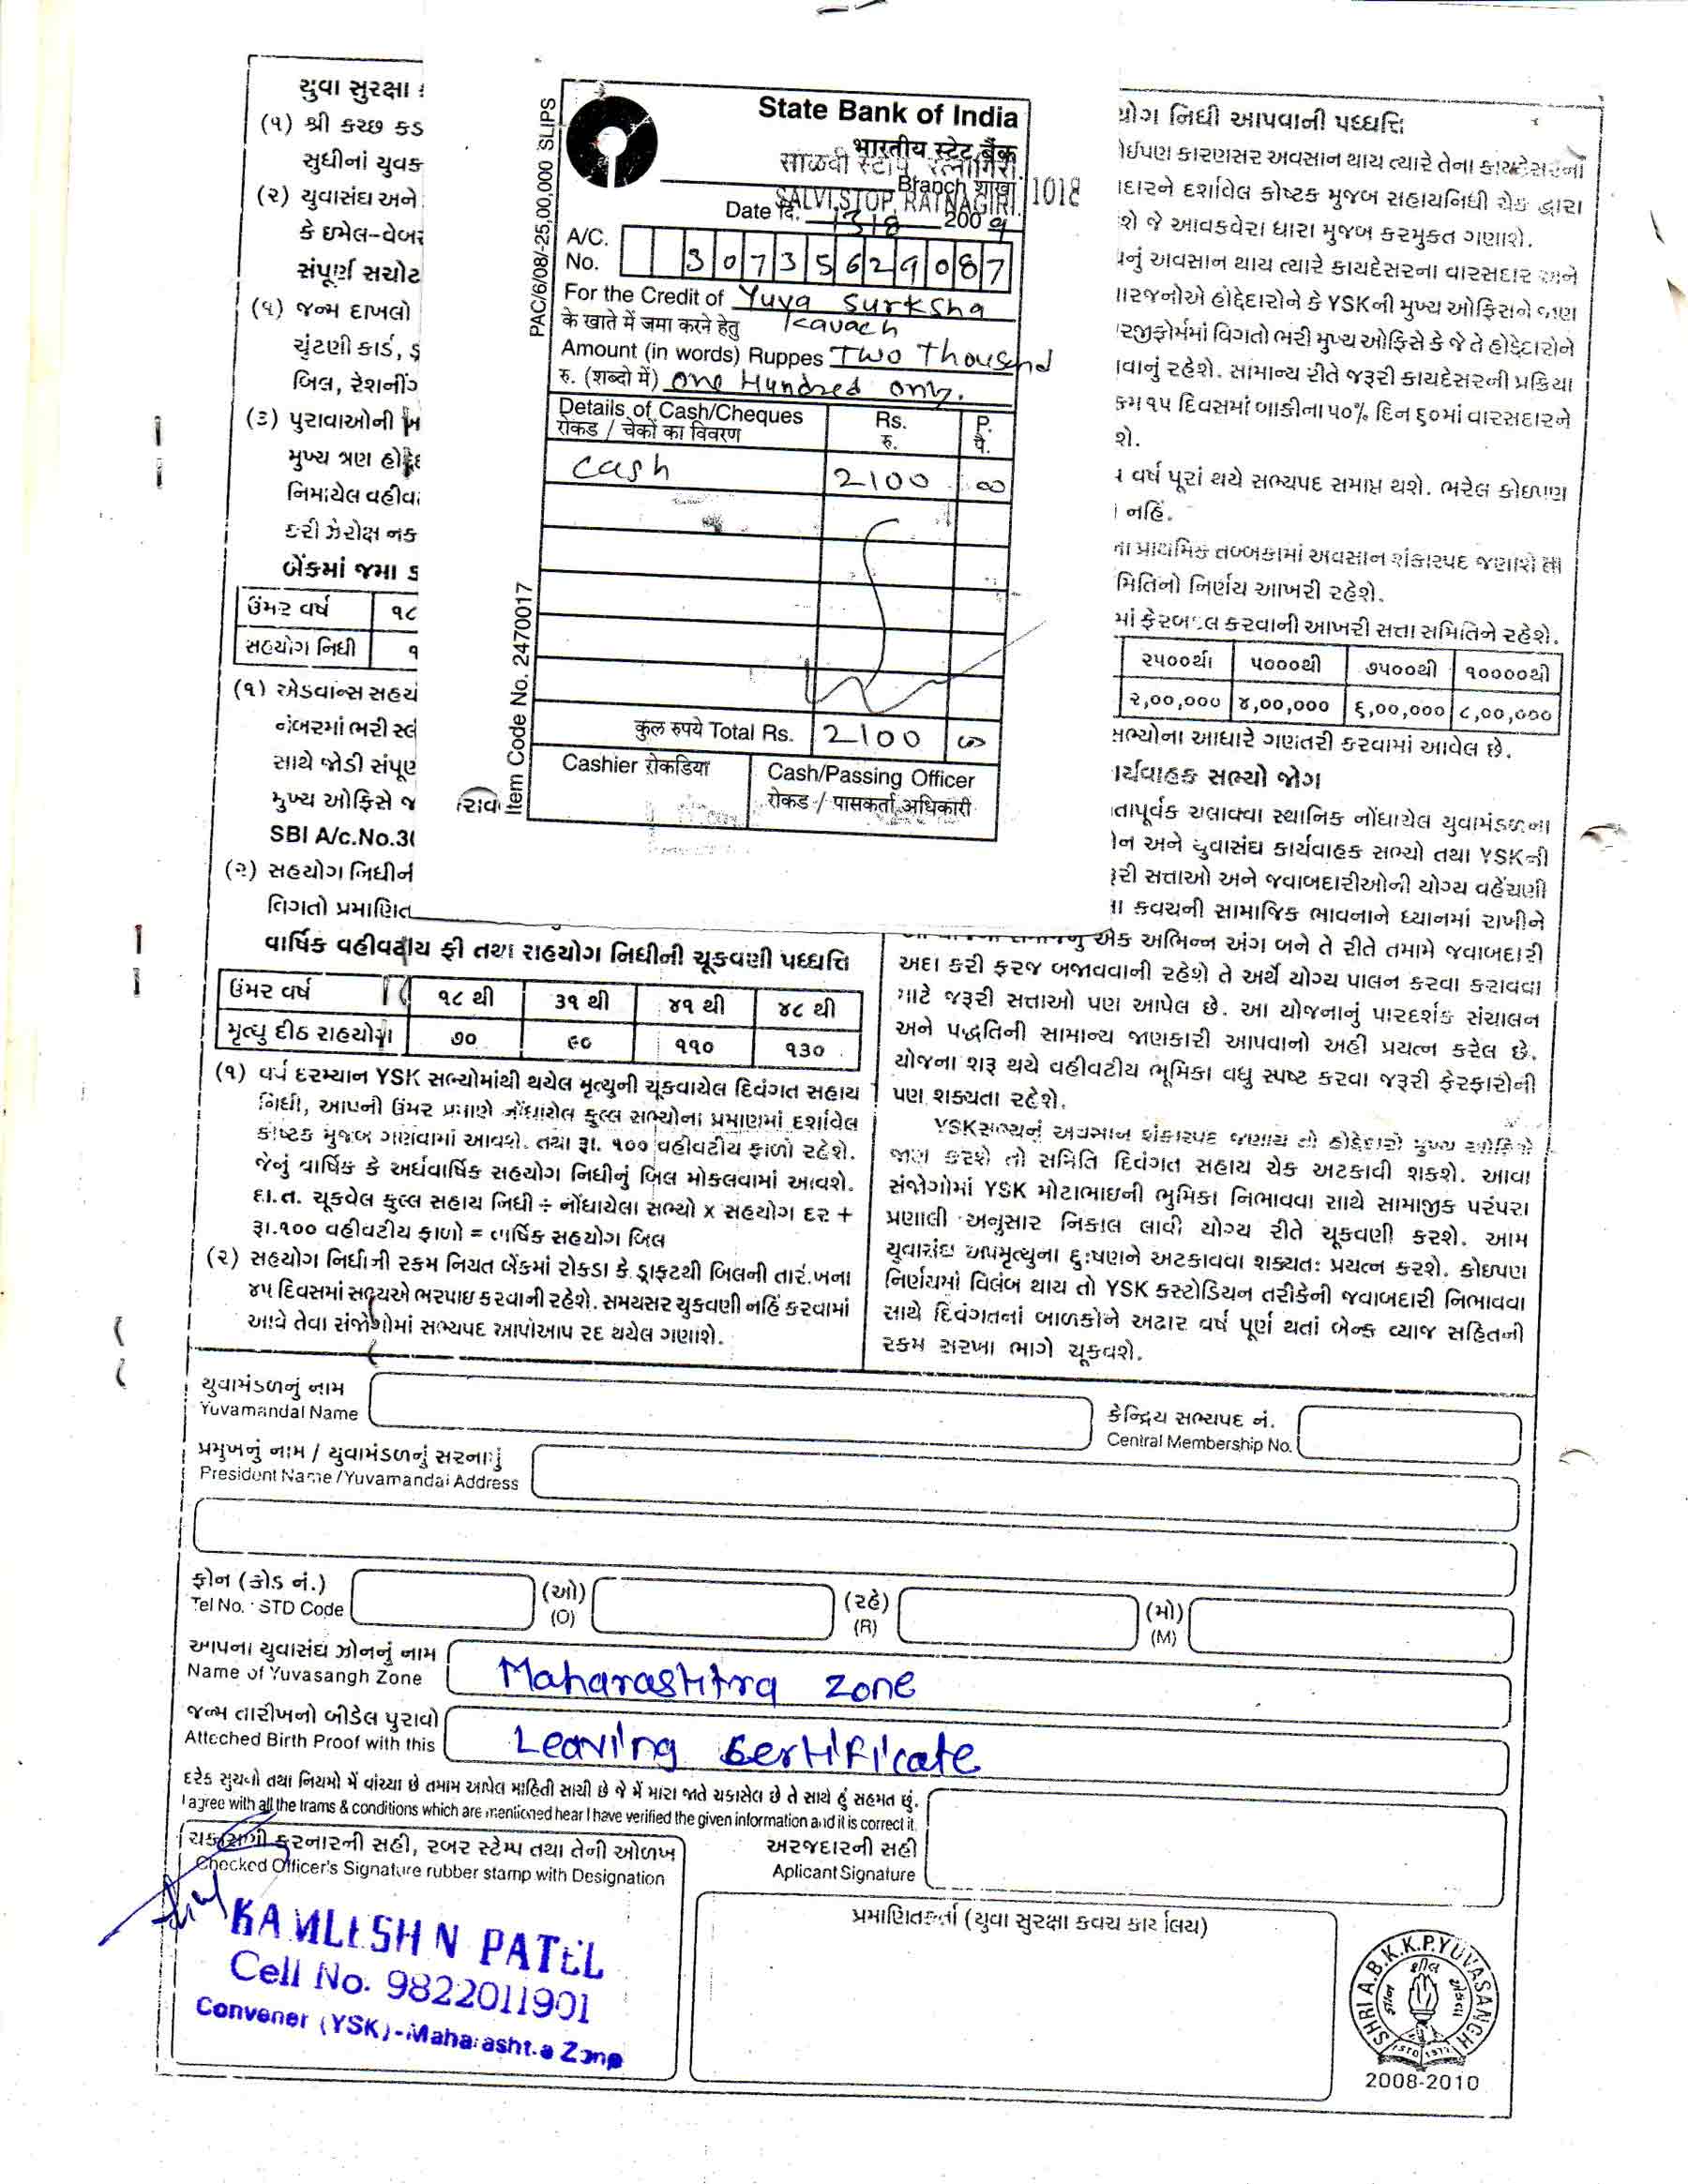 યુવા સુરક્ષા
(૧) શ્રી કચ્છ કડ
સુધીનાં યુવક
(૨) યુવાસંઘ અને
કે ઇમેલ-વેબ
સંપૂર્ણ સચોટ
(૧) જન્મ દાખલો
ચૂંટણી કાર્ડ, ડ્ર
બિલ, રેશનીંગ
(૩) પુરાવાઓની
મુખ્ય ત્રણ હોદ્દે
નિમાયેલ વહીવ
કરી ઝેરોક્ષ નક
બેંકમાં જમા
ઉંમર વર્ષ ૧૮
સહયોગ નિધી
(૧) એડવાન્સ સહય
નંબરમાં ભરી સ્લ
સાથે જોડી સંપૂર્ણ
મુખ્ય ઓફિસે જ
SBI A/c.No.30
(૨) સહયોગ નિધીન
વિગતો પ્રમાણિત
PAC/6/08/-25,00,000 SLIPS
Item Code No. 2470017
State Bank of India
भारतीय स्टेट बैंक
साळवी स्टॉप, रत्नागिरी.
Branch शाखा
SALVI STOP, RATNAGIRI. 1018
Date दि. 1318 2009
A/C. No. 30735629087
For the Credit of Yuva Surksha
के खाते में जमा करने हेतु Kavach
Amount (in words) Ruppes Two Thousand
रु. (शब्दो में) one Hundred only.
Details of Cash/Cheques Rs. P.
रोकड / चेकों का विवरण रु. पै.
Cash 2100 00
कुल रुपये Total Rs. 2100 00
Cashier रोकडिया Cash/Passing Officer
रोकड / पासकर्ता अधिकारी
યોગ નિધી આપવાની પધ્ધતિ
ઈપણ કારણસર અવસાન થાય ત્યારે તેના કાયદેસરના
દારને દર્શાવેલ કોષ્ટક મુજબ સહાયનિધી ચેક દ્વારા
શે જે આવકવેરા ધારા મુજબ કરમુકત ગણાશે.
નું અવસાન થાય ત્યારે કાયદેસરના વારસદાર અને
ારજનોએ હોદ્દેદારોને કે YSKની મુખ્ય ઓફિસને જાણ
રજીફોર્મમાં વિગતો ભરી મુખ્ય ઓફિસે કે જે તે હોદ્દેદારોને
ાવાનું રહેશે. સામાન્ય રીતે જરૂરી કાયદેસરની પ્રક્રિયા
કમ ૧૫ દિવસમાં બાકીના ૫૦% દિન ૬૦માં વારસદારને
શે.
વર્ષ પૂરાં થયે સભ્યપદ સમાપ્ત થશે. ભરેલ કોઇપણ
નહિં.
ના પ્રાથમિક તબ્બકામાં અવસાન શંકાસ્પદ જણાશે તો
મિતિનો નિર્ણય આખરી રહેશે.
માં ફેરબદલ કરવાની આખરી સત્તા સમિતિને રહેશે.
૨૫૦૦થી ૫૦૦૦થી ૭૫૦૦થી ૧૦૦૦૦થી
૨,૦૦,૦૦૦ ૪,૦૦,૦૦૦ ૬,૦૦,૦૦૦ ૮,૦૦,૦૦૦
સભ્યોના આધારે ગણતરી કરવામાં આવેલ છે.
ાર્યવાહક સભ્યો જોગ
તાપૂર્વક ચલાવ્વા સ્થાનિક નોંધાયેલ યુવામંડળના
ોન અને યુવાસંઘ કાર્યવાહક સભ્યો તથા YSKની
રી સત્તાઓ અને જવાબદારીઓની યોગ્ય વહેંચણી
ા કવચની સામાજિક ભાવનાને ધ્યાનમાં રાખીને
એક અભિન્ન અંગ બને તે રીતે તમામે જવાબદારી
અદા કરી ફરજ બજાવવાની રહેશે તે અર્થે યોગ્ય પાલન કરવા કરાવવા
માટે જરૂરી સત્તાઓ પણ આપેલ છે. આ યોજનાનું પારદર્શક સંચાલન
અને પદ્ધતિની સામાન્ય જાણકારી આપવાનો અહીં પ્રયત્ન કરેલ છે.
યોજના શરૂ થયે વહીવટીય ભૂમિકા વધુ સ્પષ્ટ કરવા જરૂરી ફેરફારોની
પણ શક્યતા રહેશે.
YSKસભ્યનું અવસાન શંકાસ્પદ જણાય તો હોદ્દેદારો મુખ્ય ઓફિસે
જાણ કરશે તો સમિતિ દિવંગત સહાય ચેક અટકાવી શકશે. આવા
સંજોગોમાં YSK મોટાભાઇની ભુમિકા નિભાવવા સાથે સામાજીક પરંપરા
પ્રણાલી અનુસાર નિકાલ લાવી યોગ્ય રીતે ચૂકવણી કરશે. આમ
યુવાસંઘ અપમૃત્યુના દુઃષણને અટકાવવા શક્યતઃ પ્રયત્ન કરશે. કોઇપણ
નિર્ણયમાં વિલંબ થાય તો YSK કસ્ટોડિયન તરીકેની જવાબદારી નિભાવવા
સાથે દિવંગતનાં બાળકોને અઢાર વર્ષ પૂર્ણ થતાં બેન્ક વ્યાજ સહિતની
રકમ સરખા ભાગે ચૂકવશે.
વાર્ષિક વહીવટીય ફી તથા સહયોગ નિધીની ચૂકવણી પધ્ધતિ
ઉંમર વર્ષ ૧૮ થી ૩૧ થી ૪૧ થી ૪૮ થી
મૃત્યુ દીઠ સહયોગ ૭૦ ૯૦ ૧૧૦ ૧૩૦
(૧) વર્ષ દરમ્યાન YSK સભ્યોમાંથી થયેલ મૃત્યુની ચૂકવાયેલ દિવંગત સહાય
નિધી, આપની ઉંમર પ્રમાણે નોંધાયેલ કુલ્લ સભ્યોના પ્રમાણમાં દર્શાવેલ
કોષ્ટક મુજબ ગણવામાં આવશે. તથા રૂા. ૧૦૦ વહીવટીય ફાળો રહેશે.
જેનું વાર્ષિક કે અર્ધવાર્ષિક સહયોગ નિધીનું બિલ મોકલવામાં આવશે.
દા.ત. ચૂકવેલ કુલ્લ સહાય નિધી ÷ નોંધાયેલા સભ્યો x સહયોગ દર +
રૂા.૧૦૦ વહીવટીય ફાળો = વાર્ષિક સહયોગ બિલ
(૨) સહયોગ નિધીની રકમ નિયત બેંકમાં રોકડા કે ડ્રાફટથી બિલની તારીખના
૪૫ દિવસમાં સભ્યએ ભરપાઇ કરવાની રહેશે. સમયસર ચુકવણી નહિં કરવામાં
આવે તેવા સંજોગોમાં સભ્યપદ આપોઆપ રદ થયેલ ગણાશે.
યુવામંડળનું નામ
Yuvamandal Name
કેન્દ્રિય સભ્યપદ નં.
Central Membership No.
પ્રમુખનું નામ / યુવામંડળનું સરનામું
President Name/Yuvamandal Address
ફોન (કોડ નં.) (ઓ) (રહે) (મો)
Tel No. STD Code (O) (R) (M)
આપના યુવાસંઘ ઝોનનું નામ
Name of Yuvasangh Zone Maharashtra Zone
જન્મ તારીખનો બીડેલ પુરાવો
Atteched Birth Proof with this Leaving Certificate
દરેક સુચનો તથા નિયમો મેં વાંચ્યા છે તમામ આપેલ માહિતી સાચી છે જે મેં મારા જાતે ચકાસેલ છે તે સાથે હું સહમત છું.
I agree with all the trams & conditions which are mentioned hear I have verified the given information and it is correct it.
ચકાસણી કરનારની સહી, રબર સ્ટેમ્પ તથા તેની ઓળખ
Checked Officer's Signature rubber stamp with Designation
અરજદારની સહી
Aplicant Signature
KAMLESH N PATEL
Cell No. 9822011901
Convener (YSK)-Maharashtra Zone
પ્રમાણિતકર્તા (યુવા સુરક્ષા કવચ કાર્યાલય)
SHRI A.B.K.K.P. YUVASANGH
2008-2010